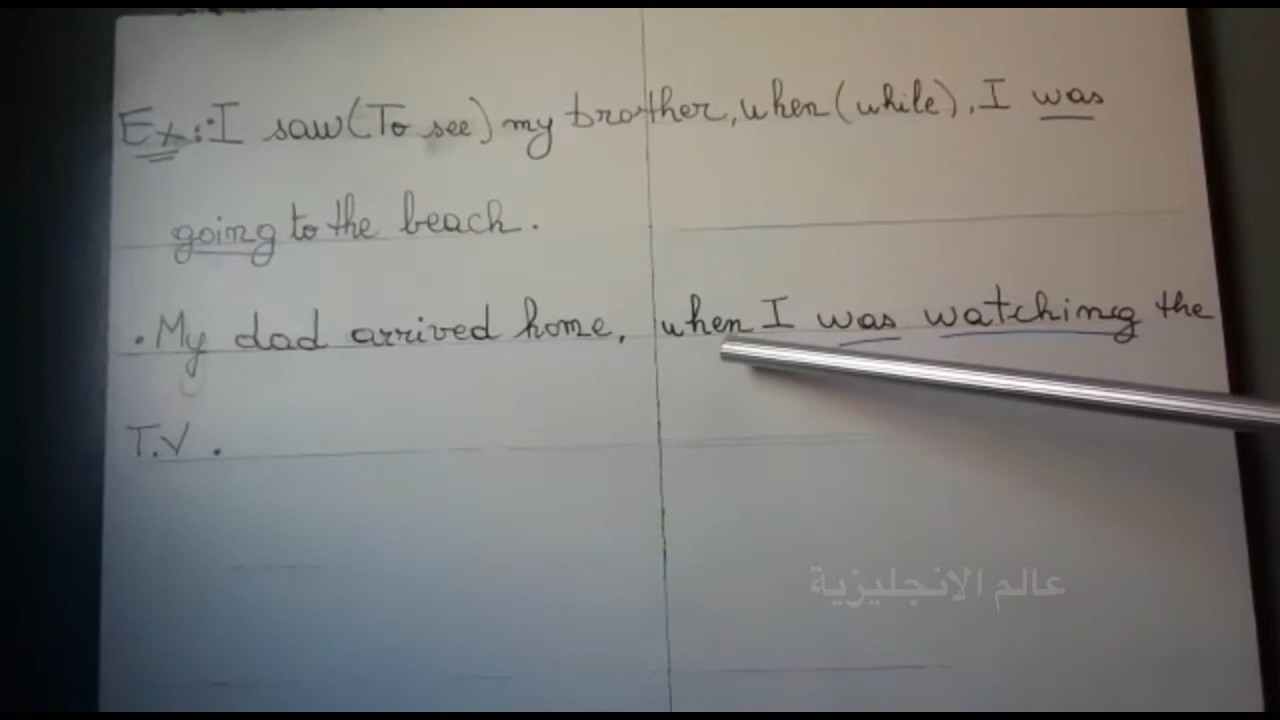 Ex: • I saw (To see) my brother, when (while), I was
going to the beach.
• My dad arrived home, when I was watching the
T.V.
عالم الانجليزية